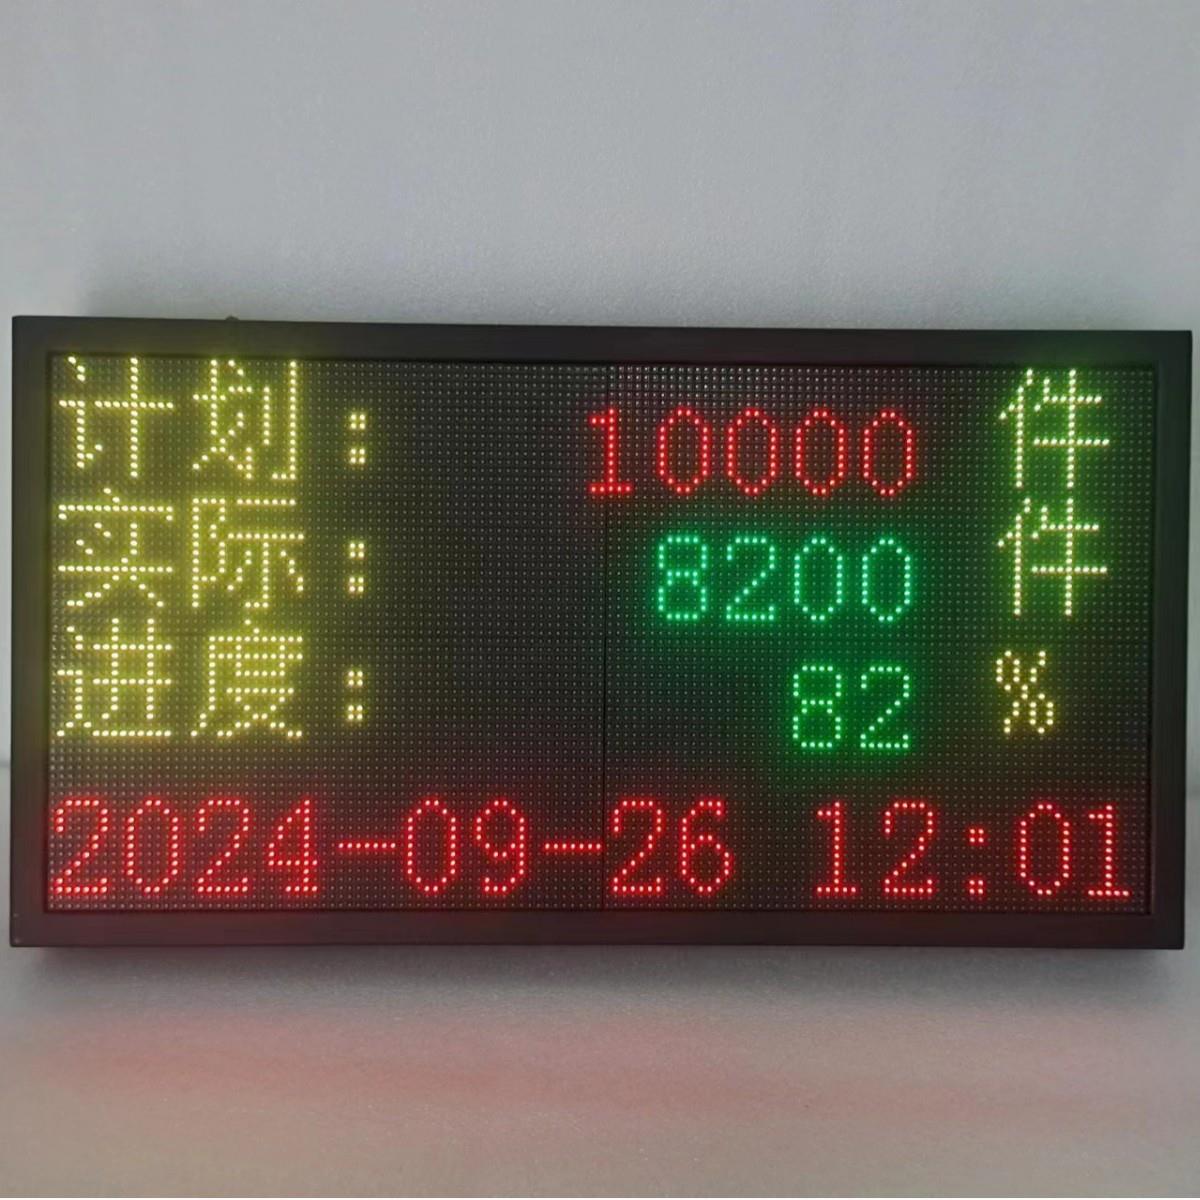 计划: 10000 件
实际: 8200 件
进度: 82 %
2024-09-26 12:01